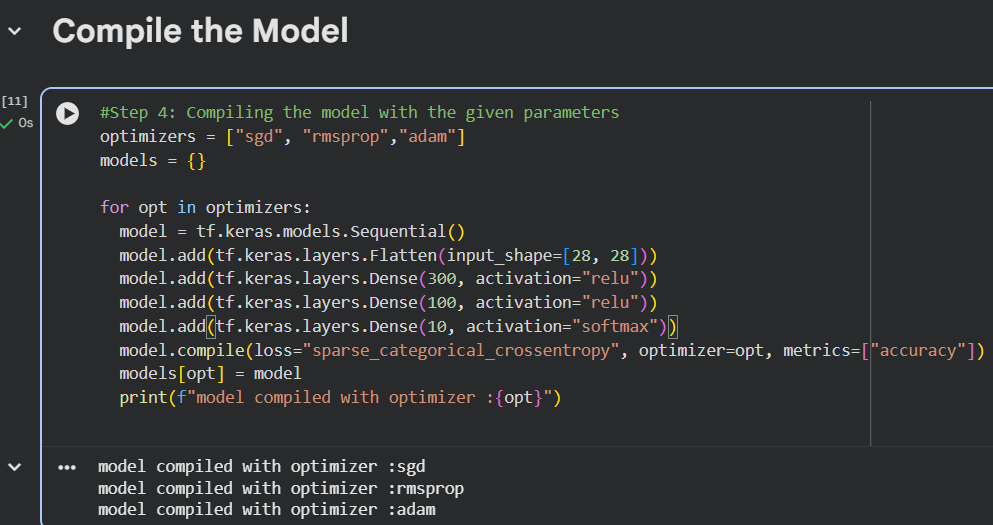 Compile the Model
[11]
0s
#Step 4: Compiling the model with the given parameters
optimizers = ["sgd", "rmsprop","adam"]
models = {}
for opt in optimizers:
  model = tf.keras.models.Sequential()
  model.add(tf.keras.layers.Flatten(input_shape=[28, 28]))
  model.add(tf.keras.layers.Dense(300, activation="relu"))
  model.add(tf.keras.layers.Dense(100, activation="relu"))
  model.add(tf.keras.layers.Dense(10, activation="softmax"))
  model.compile(loss="sparse_categorical_crossentropy", optimizer=opt, metrics=["accuracy"])
  models[opt] = model
  print(f"model compiled with optimizer :{opt}")
model compiled with optimizer :sgd
model compiled with optimizer :rmsprop
model compiled with optimizer :adam